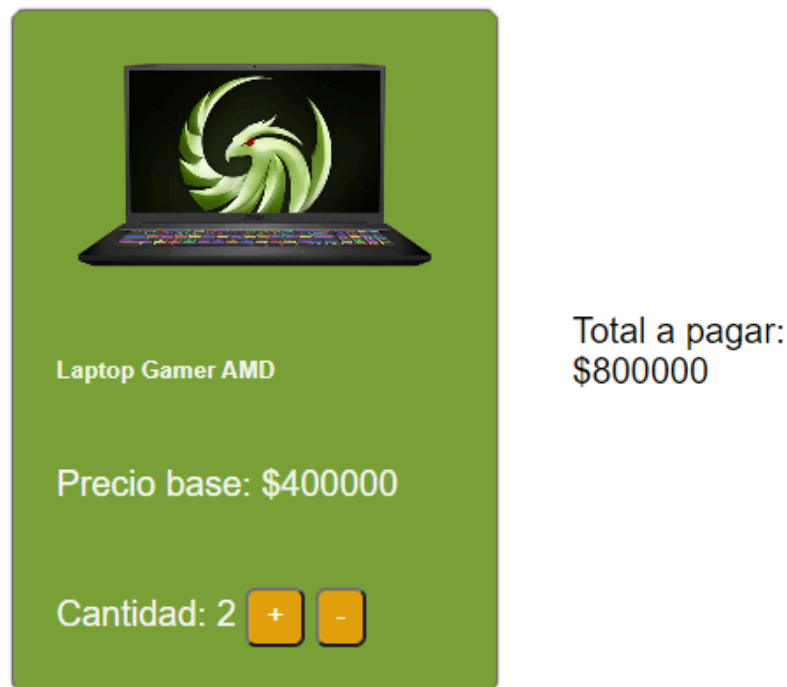 Laptop Gamer AMD
Precio base: $400000
Cantidad: 2 + -
Total a pagar:
$800000